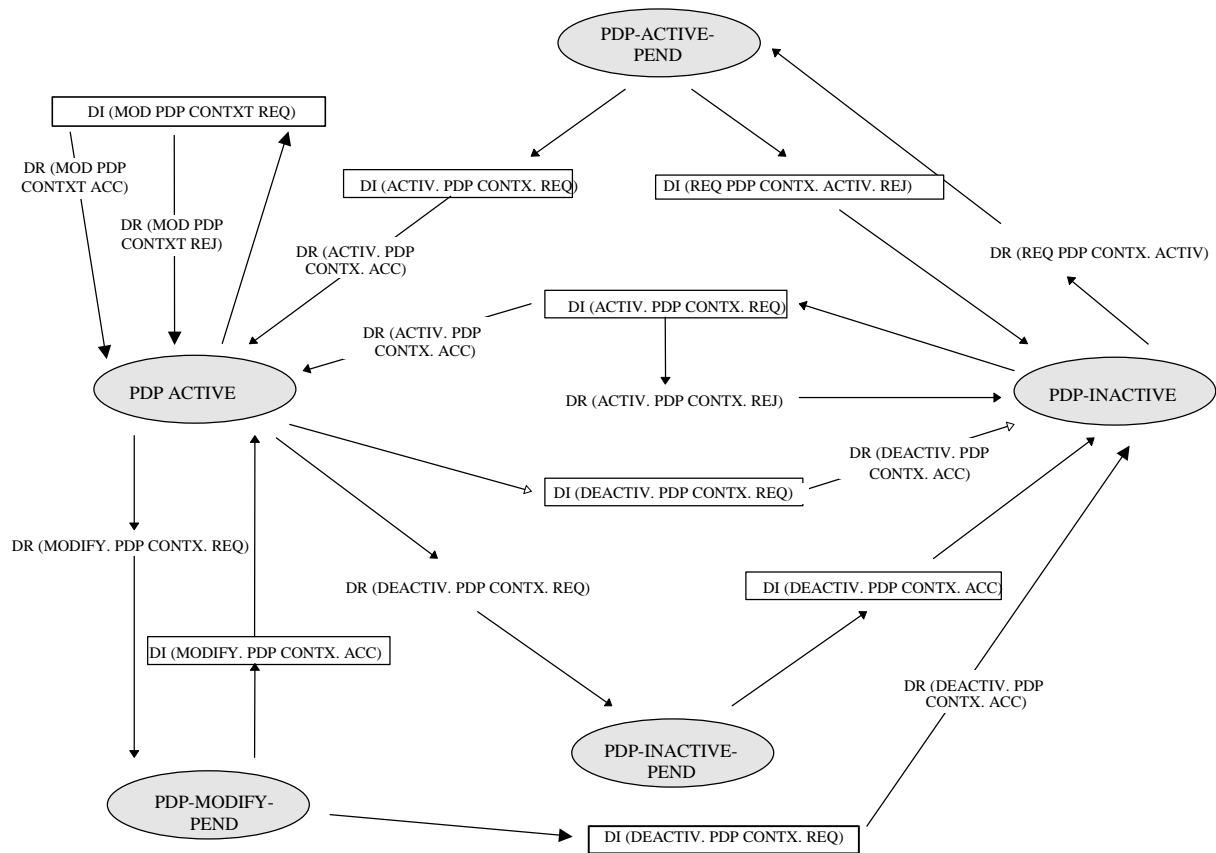 PDP-ACTIVE-
PEND
DI (MOD PDP CONTXT REQ)
DR (MOD PDP
CONTXT ACC)
DI (ACTIV. PDP CONTX. REQ)
DI (REQ PDP CONTX. ACTIV. REJ)
DR (MOD PDP
CONTXT REJ)
DR (ACTIV. PDP
CONTX. ACC)
DR (REQ PDP CONTX. ACTIV)
DI (ACTIV. PDP CONTX. REQ)
DR (ACTIV. PDP
CONTX. ACC)
PDP ACTIVE
PDP-INACTIVE
DR (ACTIV. PDP CONTX. REJ)
DR (DEACTIV. PDP
CONTX. ACC)
DI (DEACTIV. PDP CONTX. REQ)
DR (MODIFY. PDP CONTX. REQ)
DR (DEACTIV. PDP CONTX. REQ)
DI (DEACTIV. PDP CONTX. ACC)
DI (MODIFY. PDP CONTX. ACC)
DR (DEACTIV. PDP
CONTX. ACC)
PDP-INACTIVE-
PEND
PDP-MODIFY-
PEND
DI (DEACTIV. PDP CONTX. REQ)